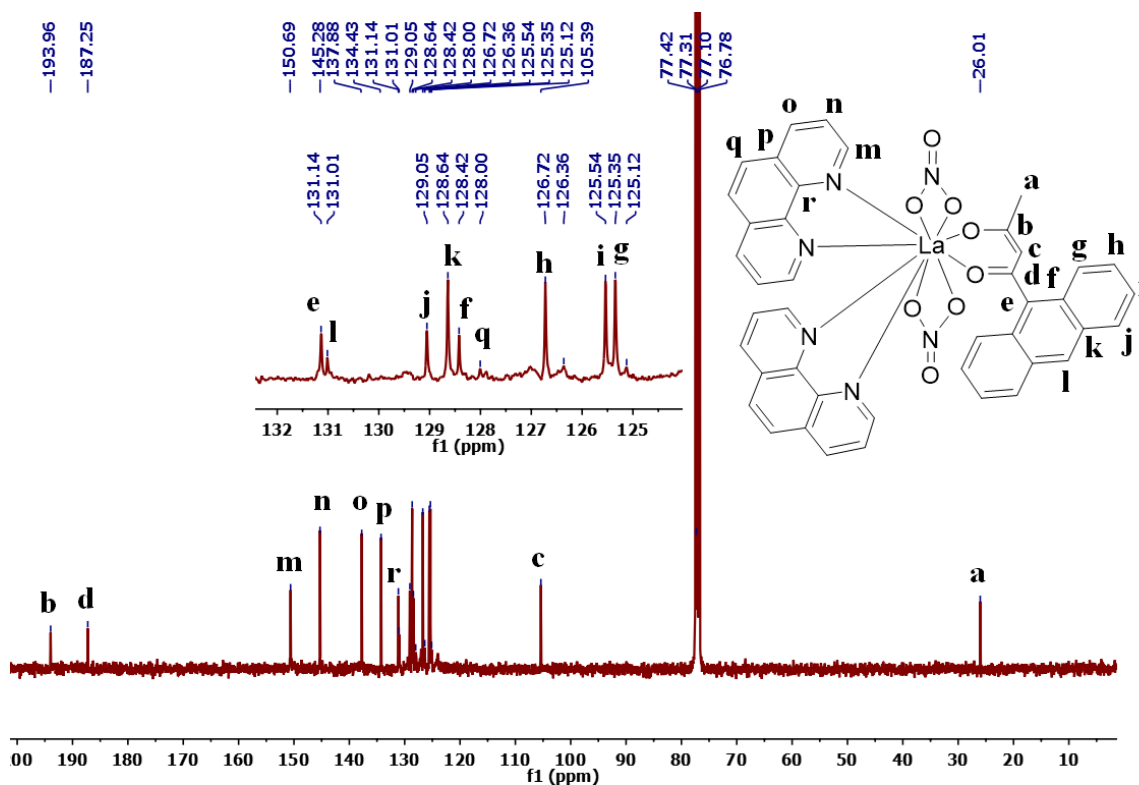 -193.96
-187.25
-150.69
-145.28
137.88
134.43
131.14
131.01
129.05
128.64
128.42
128.00
126.72
126.36
125.54
125.35
125.12
105.39
77.42
77.31
77.10
76.78
-26.01
131.14
131.01
129.05
128.64
128.42
128.00
126.72
126.36
125.54
125.35
125.12
e l j k f q h i g
132 131 130 129 128 127 126 125
f1 (ppm)
o n
q p m
r N N
N N
La
O
N
O O
O O
N
O
O
O
a
b
c
d f g h
e
j
k
l
b d m n o p r c a
00 190 180 170 160 150 140 130 120 110 100 90 80 70 60 50 40 30 20 10
f1 (ppm)